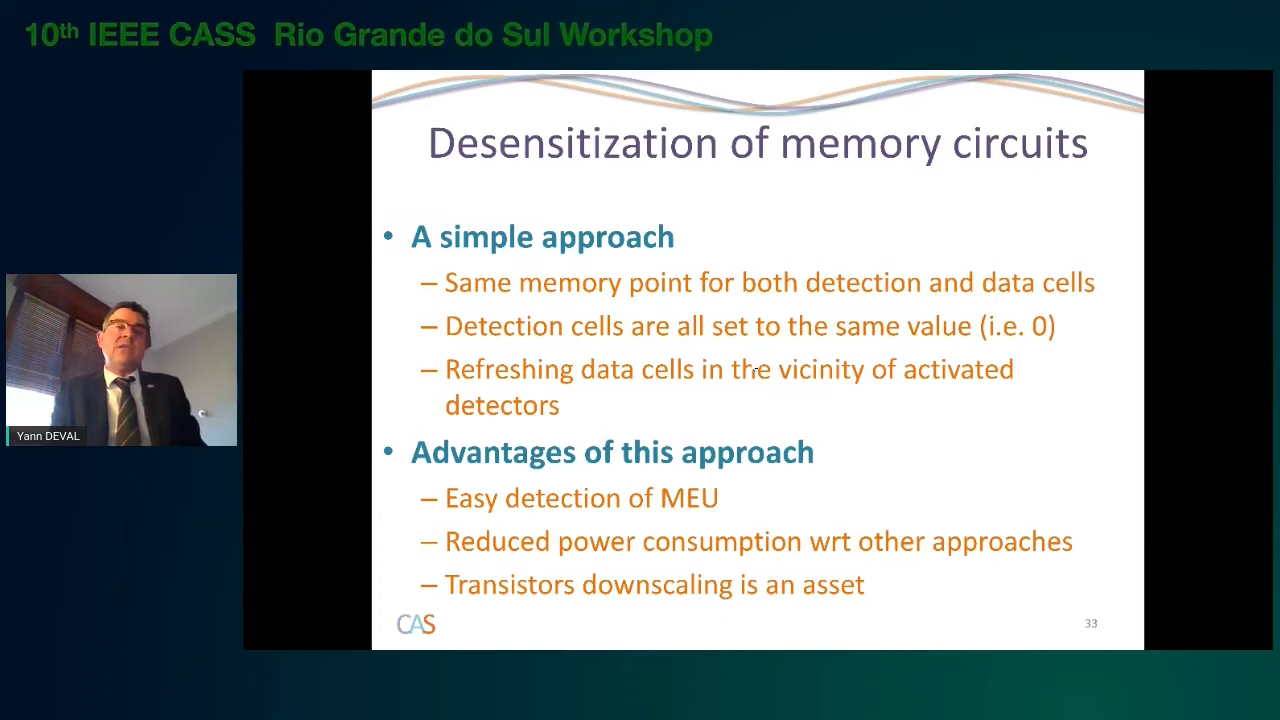 10th IEEE CASS Rio Grande do Sul Workshop
Desensitization of memory circuits
• A simple approach
– Same memory point for both detection and data cells
– Detection cells are all set to the same value (i.e. 0)
– Refreshing data cells in the vicinity of activated
detectors
• Advantages of this approach
– Easy detection of MEU
– Reduced power consumption wrt other approaches
– Transistors downscaling is an asset
CAS
33
Yann DEVAL